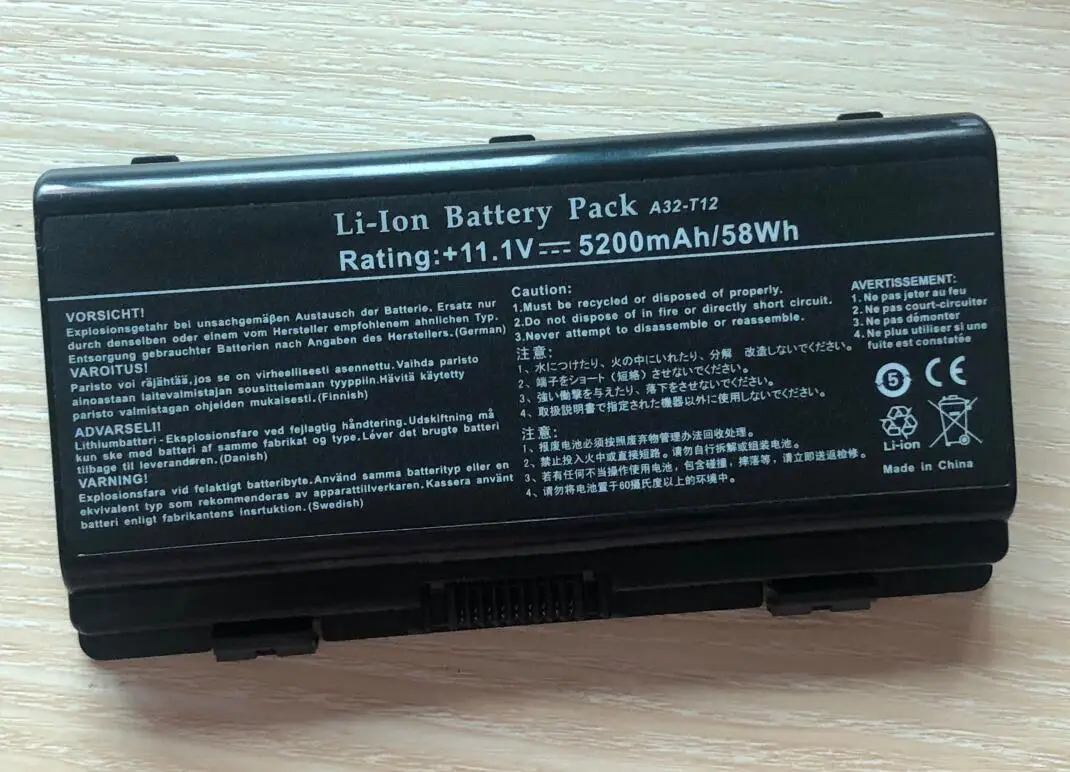 Li-Ion Battery Pack A32-T12
Rating:+11.1V 5200mAh/58Wh
VORSICHT!
Explosionsgetahr bei unsachgemäßen Austausch der Batterie, Ersatz nur
durch denselben oder einem vom Hersteller empfohlenem ähnlichen Typ.
Entsorgung gebrauchter Batterien nach Angaben des Herstellers.(German)
VAROITUS!
Paristo voi räjähtää,jos se on virheellisesti asennettu.Vaihda paristo
ainoastaan laitevalmistajan sousittelemaan tyyppiin.Hävitä käytetty
paristo valmistagan ohjeiden mukaisesti.(Finnish)
ADVARSEL!!
Lithiumbatteri-Eksplosionsfare ved fejlagtig håndtering.Udskiftning må
kun ske med batteri af samme fabrikat og type.Léver det brugte batteri
tilbage til leverandøren.(Danish)
VARNING!
Explosionsfara vid felaktigt batteribyte.Använd samma batterityp eller en
ekvivalent typ som rekommenderas av apparattillverkaren.Kassera använt
batteri enligt fabrikantens insrtuktion.(Swedish)
Caution:
1.Must be recycled or disposed of properly.
2.Do not dispose of in fire or directly short circuit.
3.Never attempt to disassemble or reassemble.
注意:
1、水につけたり、火の中にいれたり、分解 改造しないでください。
2、端子をショート(短絡)させないでください。
3、強い働撃を与えたり、落下をさせないでください。
4、取扱説明書で指定された機器以外に使用しないでください。
注意:
1、报废电池必须按照废弃物管理办法回收处理。
2、禁止投入火中或直接短路。请勿自行拆解或组装电池。
3、若有任何不当操作使用电池,包含碰撞,摔落等,请立即送返检修。
4、请勿将电池置于60摄氏度以上的环境中。
AVERTISSEMENT:
1. Ne pas jeter au feu
2. Ne pas court-circuiter
3. Ne pas démonter
4. Ne plus utiliser si une
fuite est constatée
5
CE
Li-ion
Made in China